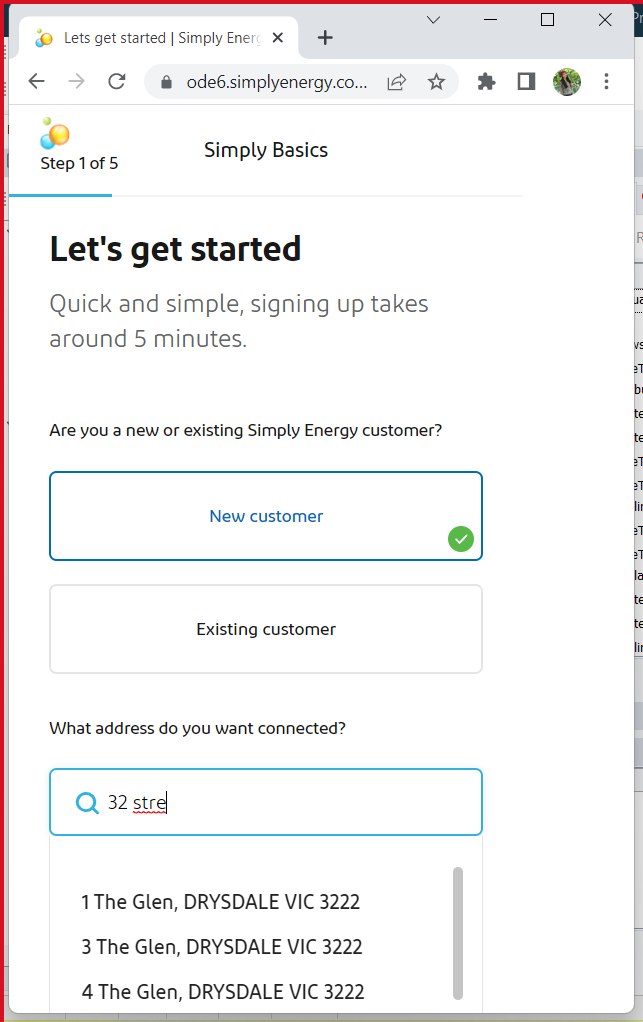 Lets get started | Simply Energ
ode6.simplyenergy.co...
Step 1 of 5
Simply Basics
Let's get started
Quick and simple, signing up takes
around 5 minutes.
Are you a new or existing Simply Energy customer?
New customer
Existing customer
What address do you want connected?
32 stre
1 The Glen, DRYSDALE VIC 3222
3 The Glen, DRYSDALE VIC 3222
4 The Glen, DRYSDALE VIC 3222